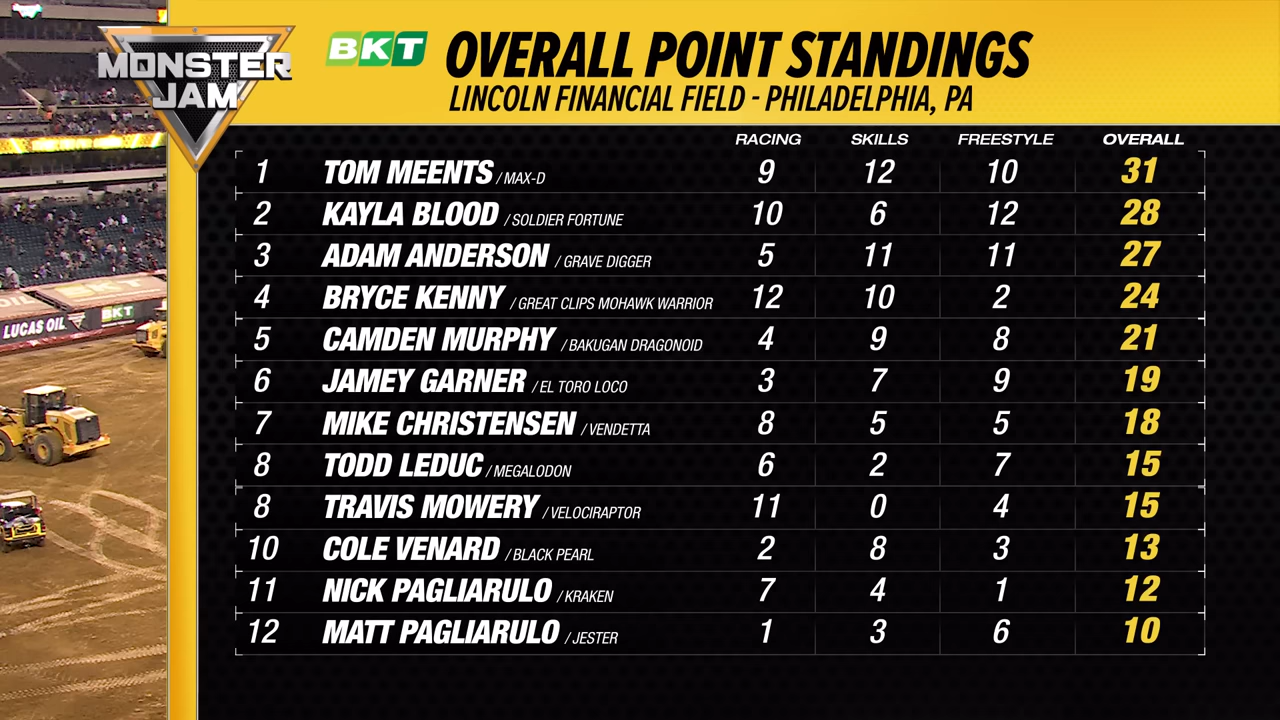 MONSTER
JAM
BKT OVERALL POINT STANDINGS
LINCOLN FINANCIAL FIELD - PHILADELPHIA, PA
RACING SKILLS FREESTYLE OVERALL
1 TOM MEENTS / MAX-D 9 12 10 31
2 KAYLA BLOOD / SOLDIER FORTUNE 10 6 12 28
3 ADAM ANDERSON / GRAVE DIGGER 5 11 11 27
4 BRYCE KENNY / GREAT CLIPS MOHAWK WARRIOR 12 10 2 24
5 CAMDEN MURPHY / BAKUGAN DRAGONOID 4 9 8 21
6 JAMEY GARNER / EL TORO LOCO 3 7 9 19
7 MIKE CHRISTENSEN / VENDETTA 8 5 5 18
8 TODD LEDUC / MEGALODON 6 2 7 15
8 TRAVIS MOWERY / VELOCIRAPTOR 11 0 4 15
10 COLE VENARD / BLACK PEARL 2 8 3 13
11 NICK PAGLIARULO / KRAKEN 7 4 1 12
12 MATT PAGLIARULO / JESTER 1 3 6 10
BKT
LUCAS OIL
BKT